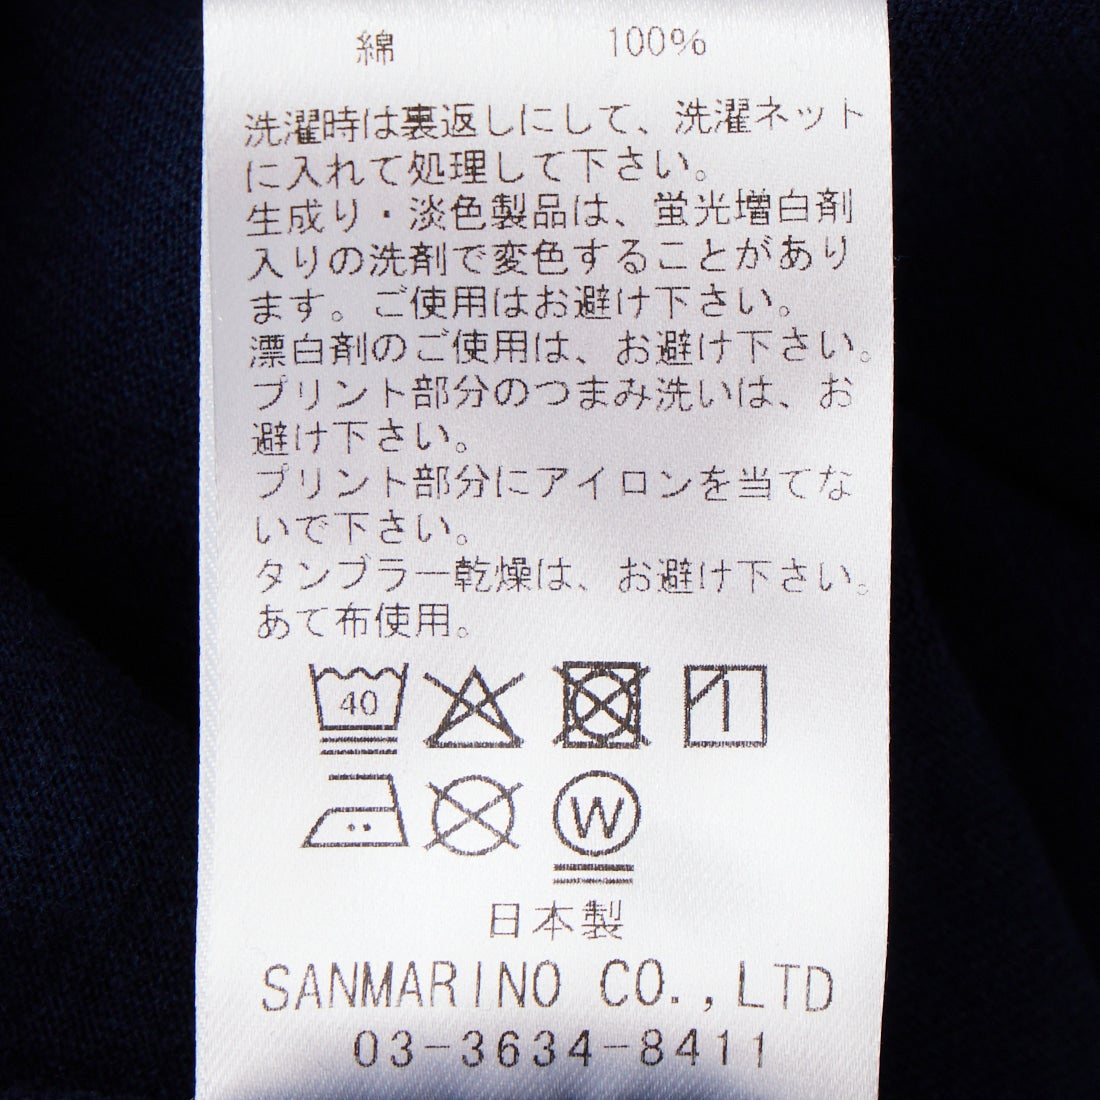 綿 100%
洗濯時は裏返しにして、洗濯ネット
に入れて処理して下さい。
生成り・淡色製品は、蛍光増白剤
入りの洗剤で変色することがあり
ます。ご使用はお避け下さい。
漂白剤のご使用は、お避け下さい。
プリント部分のつまみ洗いは、お
避け下さい。
プリント部分にアイロンを当てな
いで下さい。
タンブラー乾燥は、お避け下さい。
あて布使用。
40
W
日本製
SANMARINO CO.,LTD
03-3634-8411